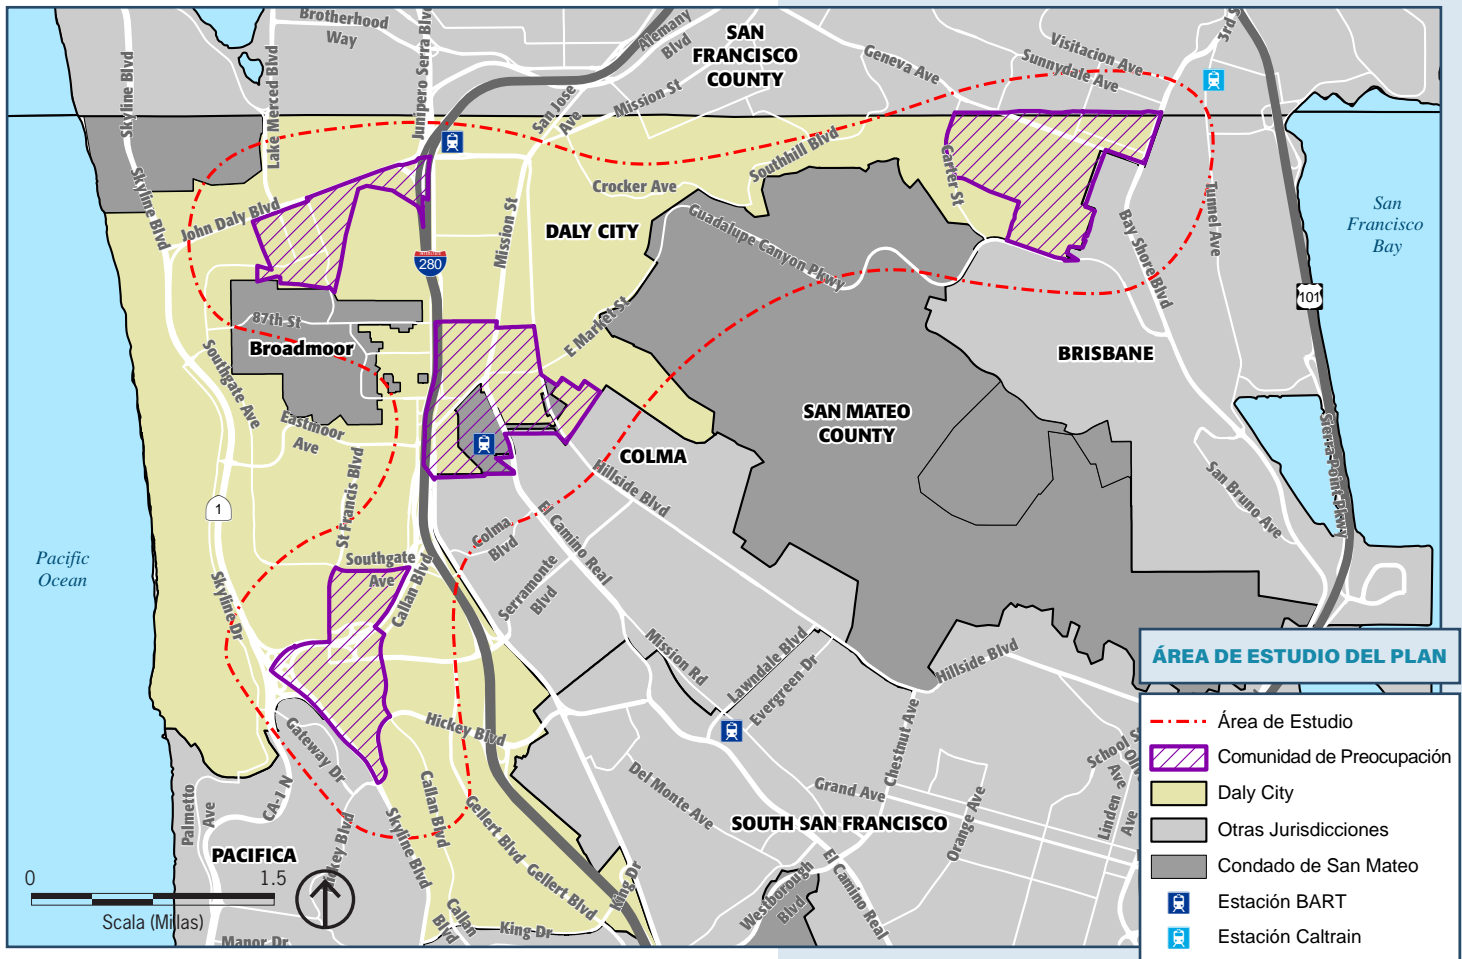 Brotherhood
Way
Skyline Blvd
Lake Merced Blvd
Junipero Serra Blvd
Alemany
Blvd
SAN
FRANCISCO
COUNTY
Geneva Ave
Visitacion Ave
Sunnydale Ave
3rd S
San Jose
Ave
Mission St
Southhill Blvd
Crocker Ave
Carter St
Tunnel Ave
Bay Shore Blvd
San
Francisco
Bay
Skyline Blvd
John Daly Blvd
Mission St
DALY CITY
Guadalupe Canyon Pkwy
280
101
E Market St
87th St
Broadmoor
BRISBANE
Southgate Ave
Eastmoor
Ave
SAN MATEO
COUNTY
COLMA
Hillside Blvd
St Francis Blvd
1
San Bruno Ave
Sierra Point Pkwy
Pacific
Ocean
Colma
Blvd
El Camino Real
Southgate
Ave
Callan Blvd
Serramonte
Blvd
Skyline Dr
Mission Rd
Lawndale Blvd
Evergreen Dr
Hillside Blvd
Hickey Blvd
Gateway Dr
CA-1 N
Palmetto
Ave
Callan Blvd
Gellert Blvd
Skyline Blvd
Del Monte Ave
Chestnut Ave
Grand Ave
Orange Ave
School S
Linden
Ave
SOUTH SAN FRANCISCO
El Camino Real
Westborough
Blvd
PACIFICA
ickey Blvd
Gellert Blvd
King Dr
Callan
Blvd
King Dr
Manor Dr
0 1.5
Scala (Millas)
ÁREA DE ESTUDIO DEL PLAN
Área de Estudio
Comunidad de Preocupación
Daly City
Otras Jurisdicciones
Condado de San Mateo
Estación BART
Estación Caltrain